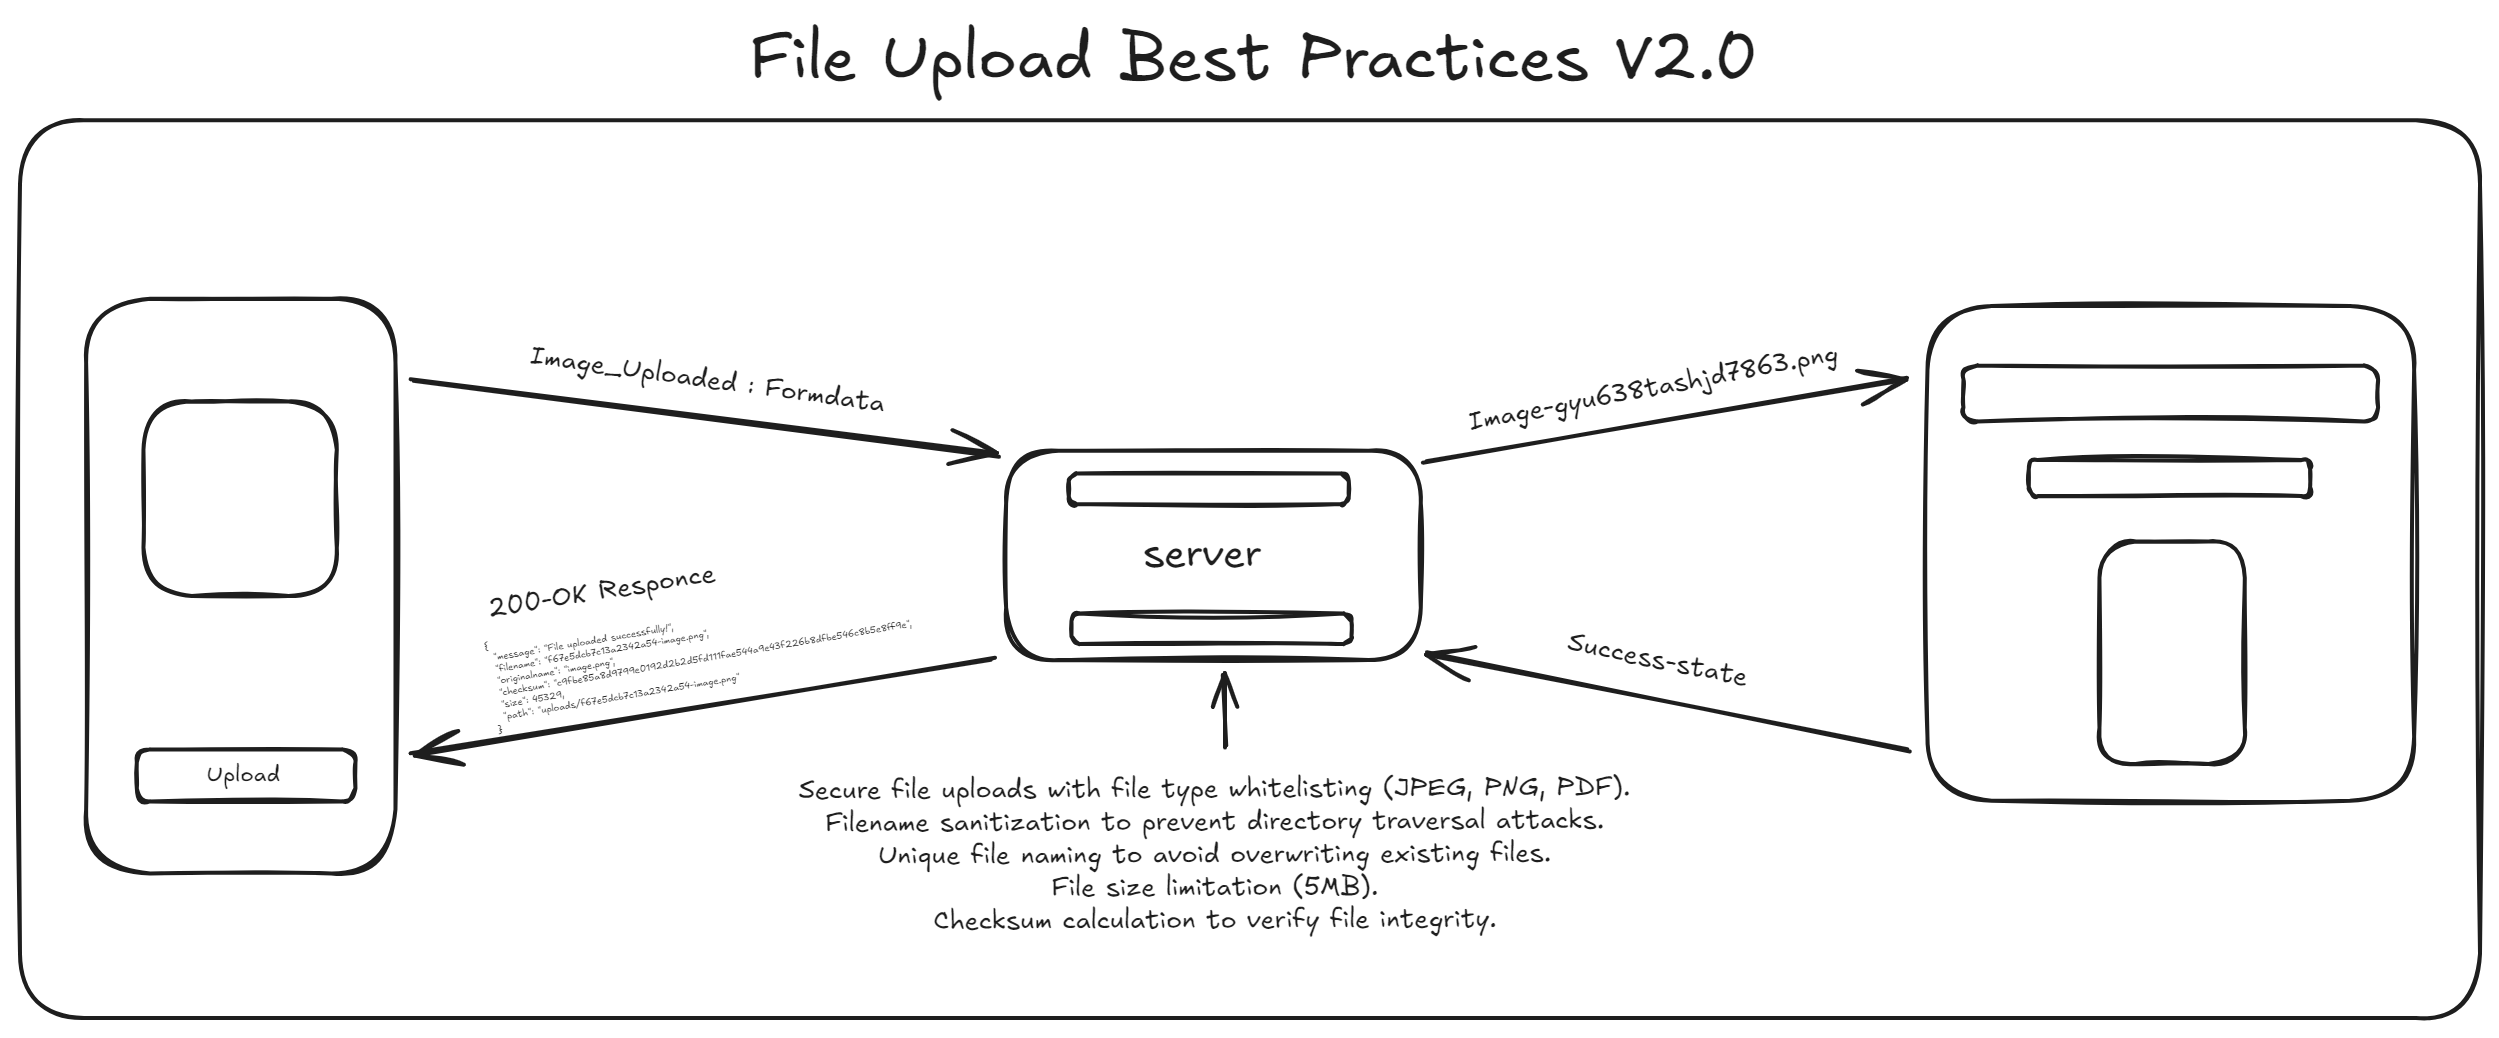 File Upload Best Practices V2.0
Image_Uploaded : Formdata
Image-gyu638tashjd7863.png
server
200-OK Responce
{
"message": "File uploaded successfully!",
"filename": "f67e5dcb7c13a2342a54-image.png",
"originalname": "image.png",
"checksum": "c9fbe85a8d9799e0192d2b2d5fd111fae544a9e43f226b8dfbe546c8b5e8ff9e",
"size": 45329,
"path": "uploads/f67e5dcb7c13a2342a54-image.png"
}
Success-state
Upload
Secure file uploads with file type whitelisting (JPEG, PNG, PDF).
Filename sanitization to prevent directory traversal attacks.
Unique file naming to avoid overwriting existing files.
File size limitation (5MB).
Checksum calculation to verify file integrity.